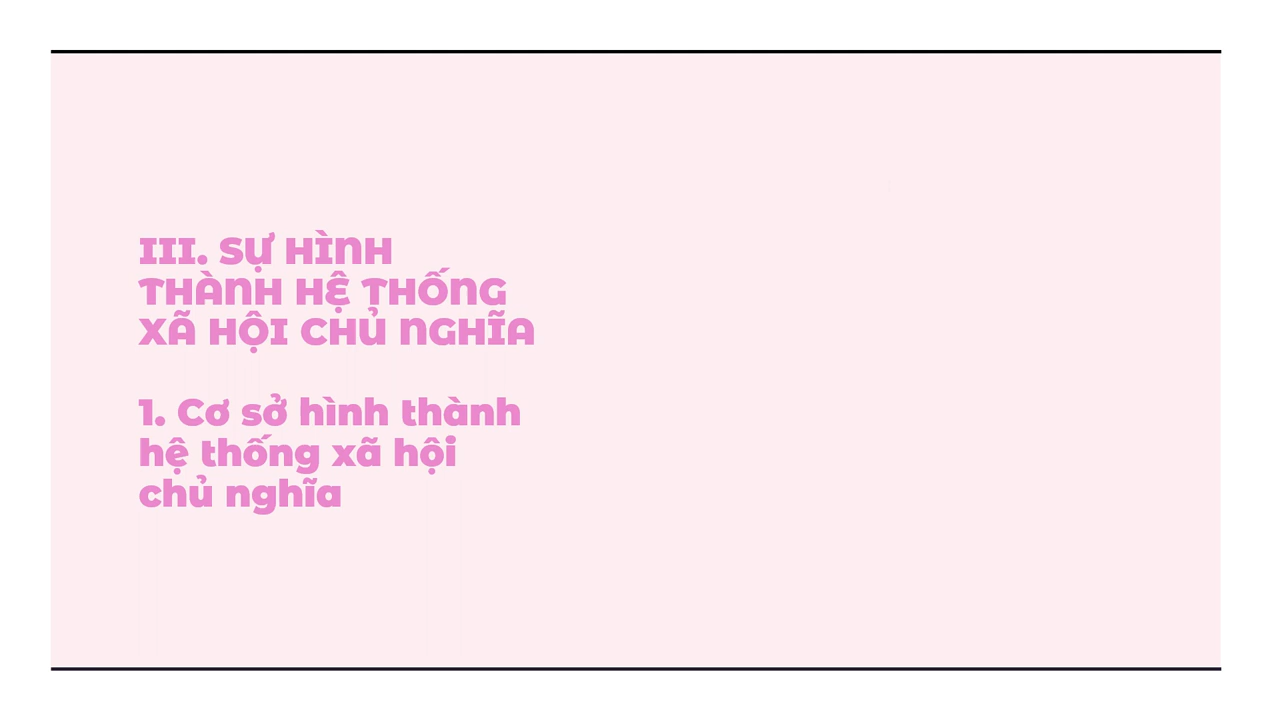 III. SỰ HÌNH
THÀNH HỆ THỐNG
XÃ HỘI CHỦ NGHĨA
1. Cơ sở hình thành
hệ thống xã hội
chủ nghĩa